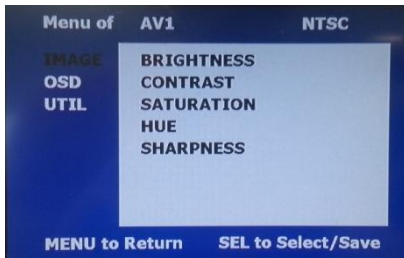 Menu of AV1 NTSC
IMAGE BRIGHTNESS
OSD CONTRAST
UTIL SATURATION
HUE
SHARPNESS
MENU to Return SEL to Select/Save